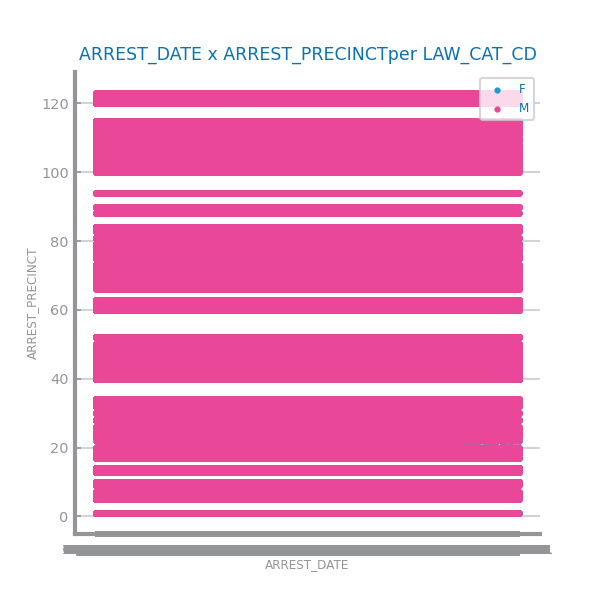 ARREST_DATE x ARREST_PRECINCTper LAW_CAT_CD
F
M
120
100
80
60
40
20
0
ARREST_PRECINCT
ARREST_DATE